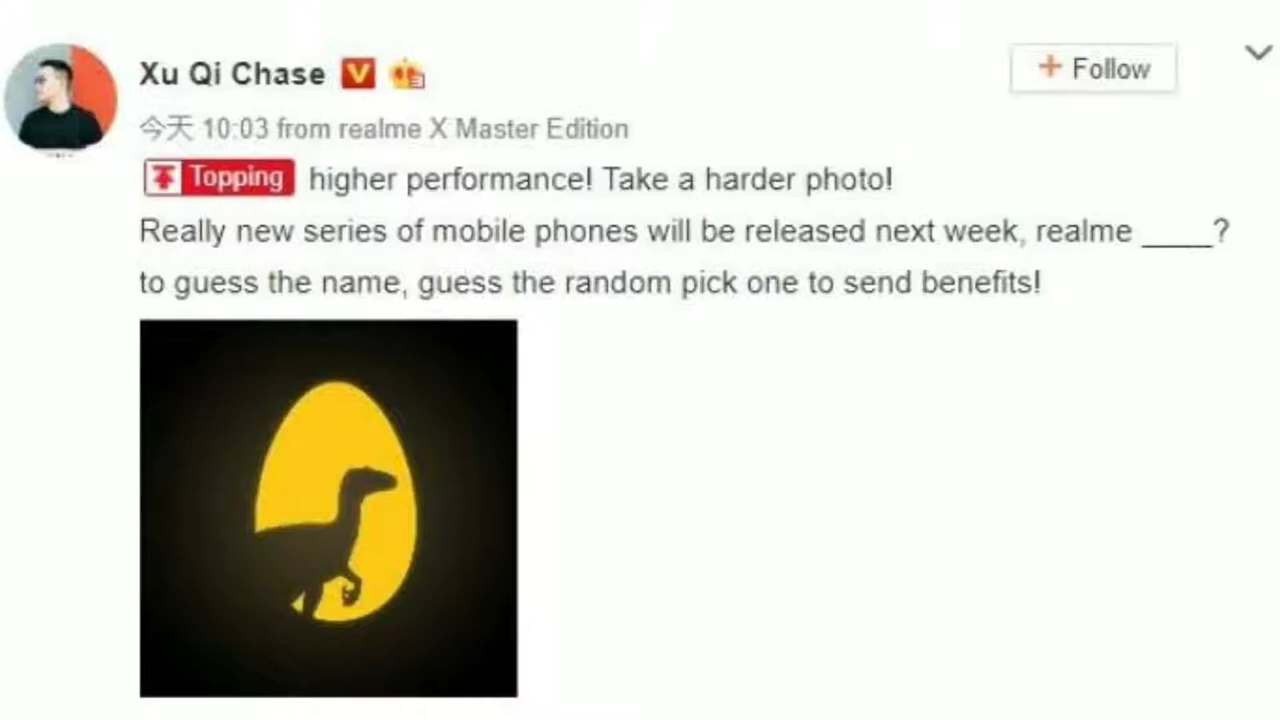 Xu Qi Chase V
+ Follow
今天 10:03 from realme X Master Edition
Topping higher performance! Take a harder photo!
Really new series of mobile phones will be released next week, realme ____?
to guess the name, guess the random pick one to send benefits!